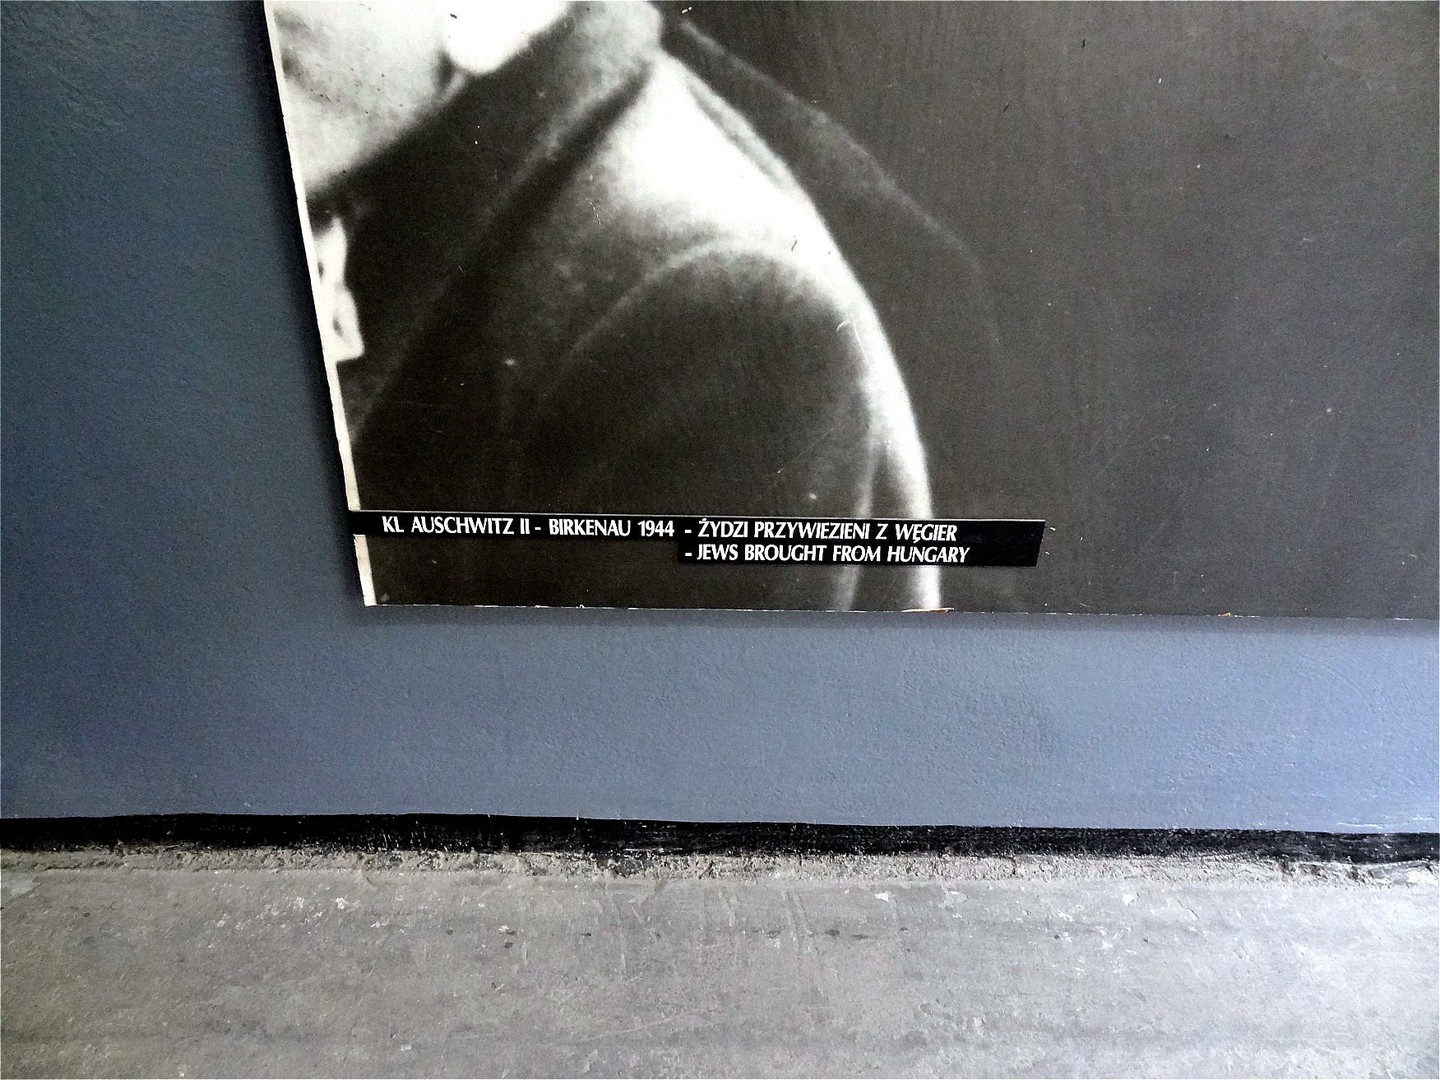 KL AUSCHWITZ II - BIRKENAU 1944 - ŻYDZI PRZYWIEZIENI Z WĘGIER
- JEWS BROUGHT FROM HUNGARY